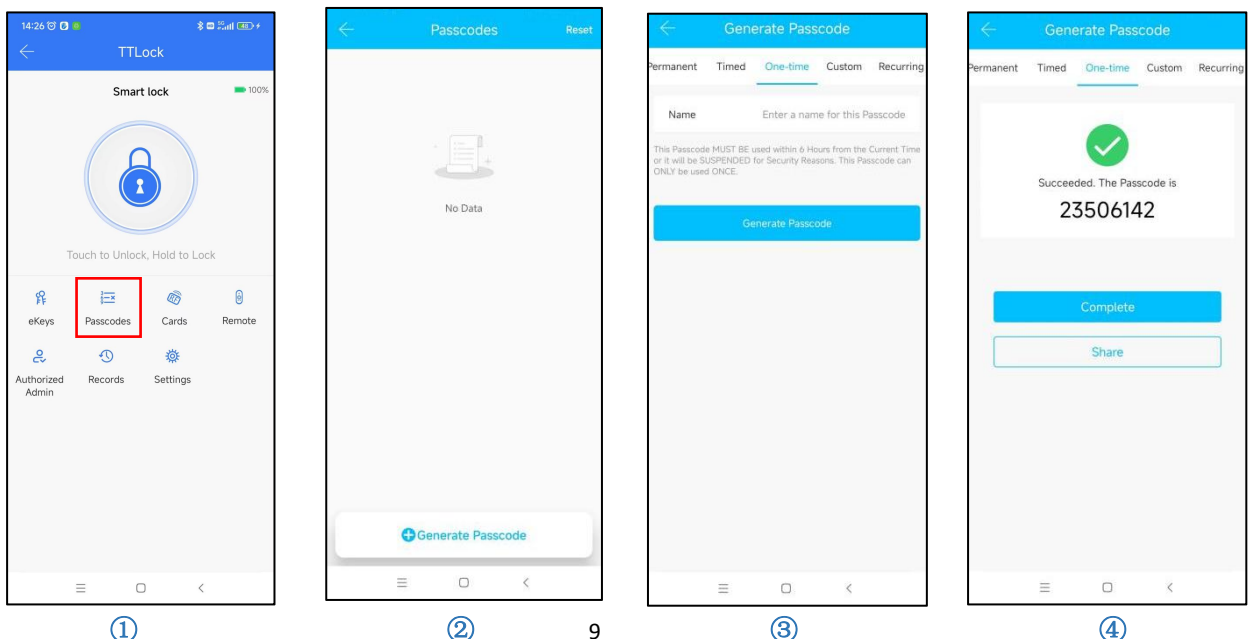 14:26
TTLock
Smart lock
100%
Touch to Unlock, Hold to Lock
eKeys
Passcodes
Cards
Remote
Authorized
Admin
Records
Settings
①
Passcodes
Reset
No Data
Generate Passcode
②
9
Generate Passcode
Permanent
Timed
One-time
Custom
Recurring
Name
Enter a name for this Passcode
This Passcode MUST BE used within 6 Hours from the Current Time
or it will be SUSPENDED for Security Reasons. This Passcode can
ONLY be used ONCE.
Generate Passcode
③
Generate Passcode
Permanent
Timed
One-time
Custom
Recurring
Succeeded. The Passcode is
23506142
Complete
Share
④